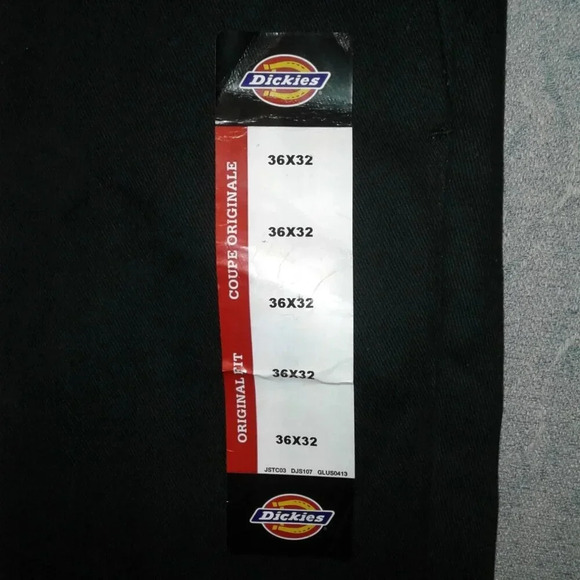 Dickies
36X32
36X32
36X32
36X32
36X32
COUPE ORIGINALE
ORIGINAL FIT
JSTC03 DJS107 GLUS0413
Dickies